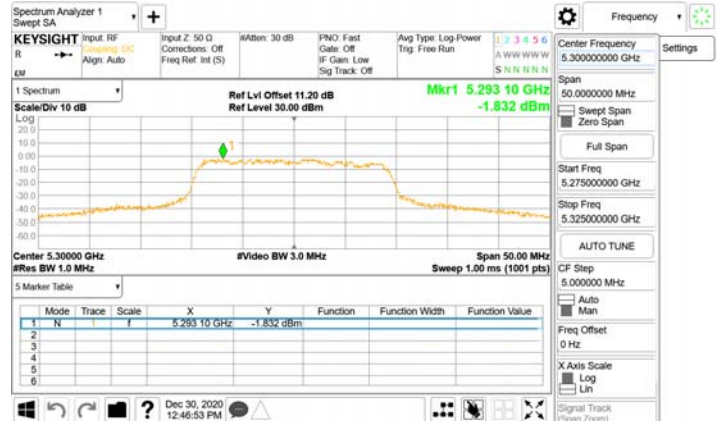 Spectrum Analyzer 1
Swept SA
+
Frequency
KEYSIGHT
R
Input: RF
Coupling: DC
Align: Auto
Input Z: 50 Ω
Corrections: Off
Freq Ref: Int (S)
#Atten: 30 dB
PNO: Fast
Gate: Off
IF Gain: Low
Sig Track: Off
Avg Type: Log-Power
Trig: Free Run
1 2 3 4 5 6
A W W W W W
S N N N N N
1 Spectrum
Scale/Div 10 dB
Ref Lvl Offset 11.20 dB
Ref Level 30.00 dBm
Mkr1 5.293 10 GHz
-1.832 dBm
Log
20.0
10.0
0.00
-10.0
-20.0
-30.0
-40.0
-50.0
-60.0
1
Center 5.30000 GHz
#Res BW 1.0 MHz
#Video BW 3.0 MHz
Span 50.00 MHz
Sweep 1.00 ms (1001 pts)
5 Marker Table
Mode Trace Scale X Y Function Function Width Function Value
1 N 1 f 5.293 10 GHz -1.832 dBm
2
3
4
5
6
?
Dec 30, 2020
12:46:53 PM
Center Frequency
5.300000000 GHz
Settings
Span
50.0000000 MHz
Swept Span
Zero Span
Full Span
Start Freq
5.275000000 GHz
Stop Freq
5.325000000 GHz
AUTO TUNE
CF Step
5.000000 MHz
Auto
Man
Freq Offset
0 Hz
X Axis Scale
Log
Lin
Signal Track
(Span Zoom)